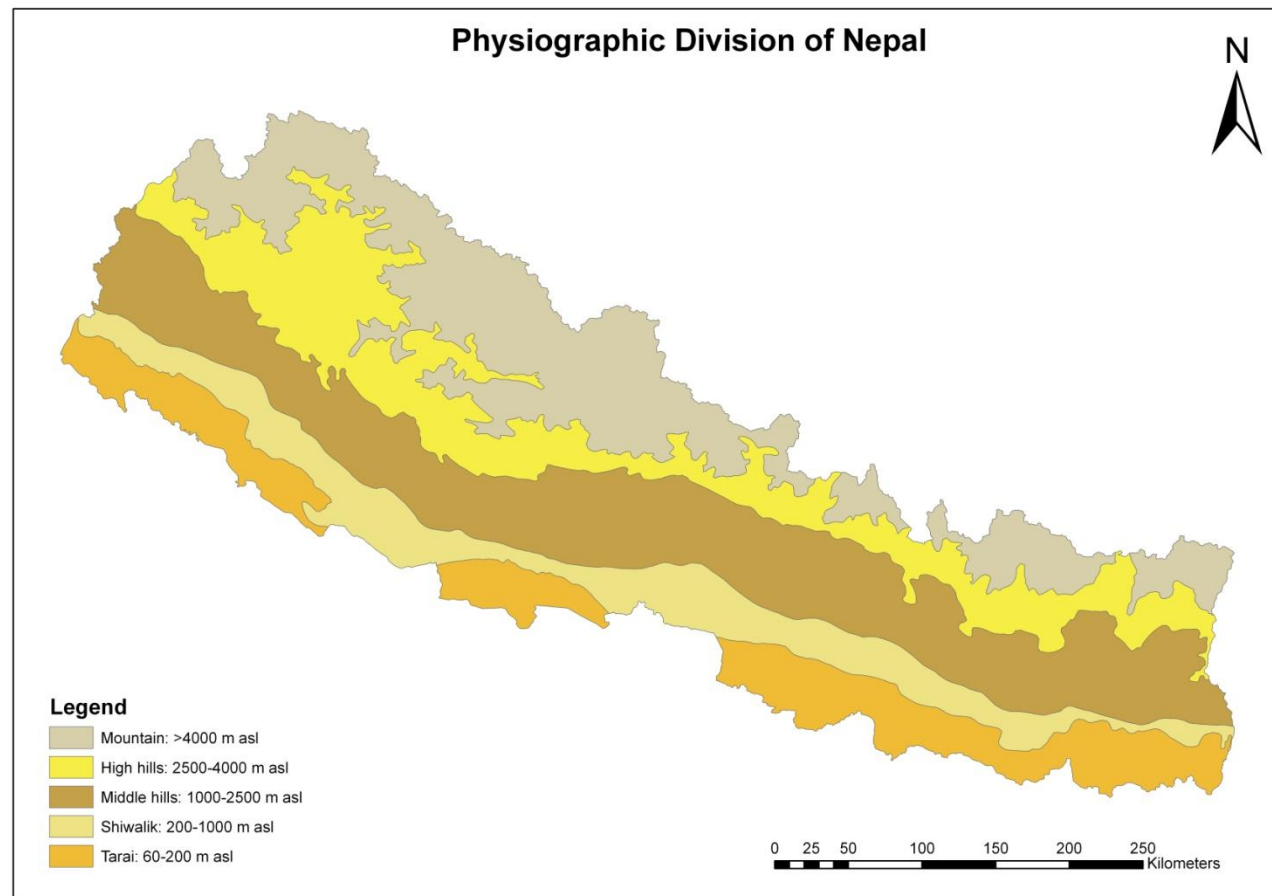 Physiographic Division of Nepal
N
Legend
Mountain: >4000 m asl
High hills: 2500-4000 m asl
Middle hills: 1000-2500 m asl
Shiwalik: 200-1000 m asl
Tarai: 60-200 m asl
0 25 50 100 150 200 250
Kilometers